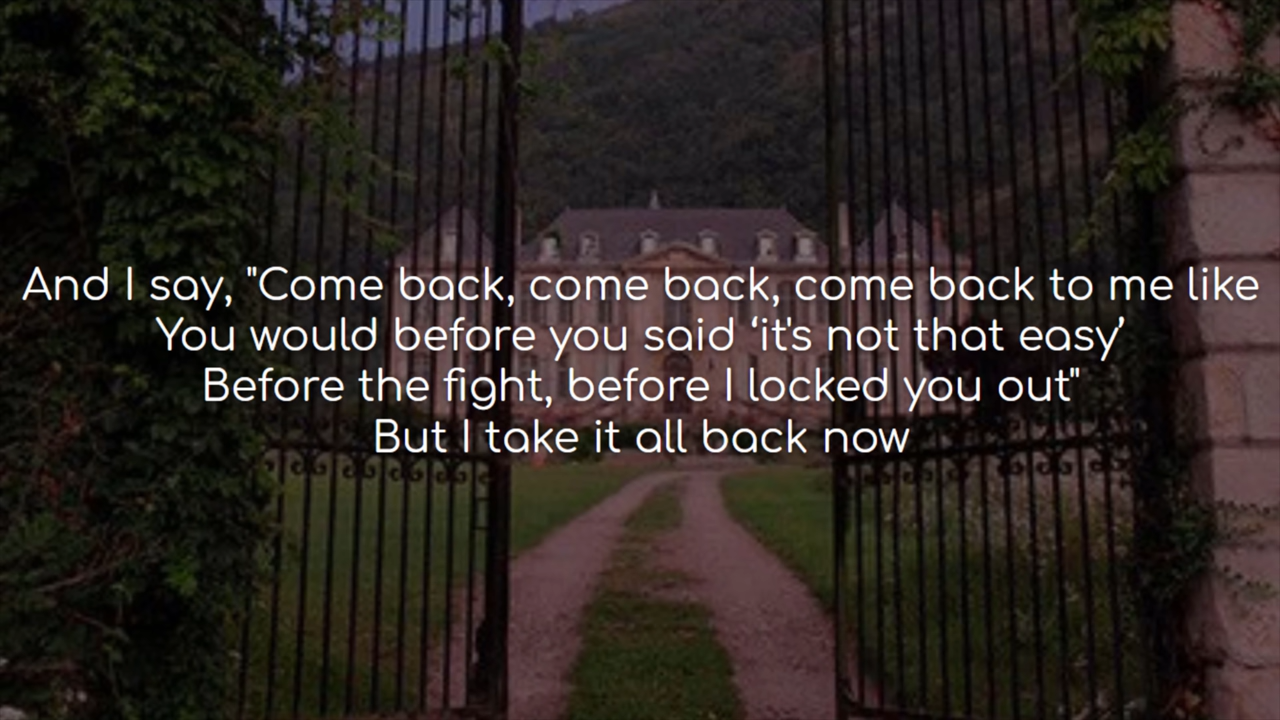 And I say, "Come back, come back, come back to me like
You would before you said ‘it's not that easy’
Before the fight, before I locked you out"
But I take it all back now